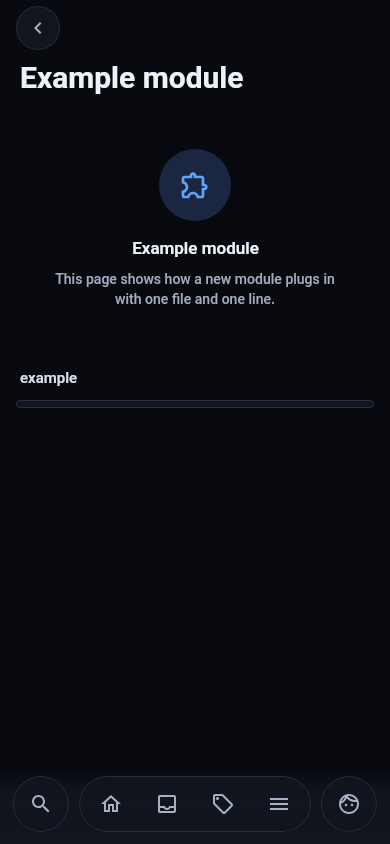 Example module
Example module
This page shows how a new module plugs in
with one file and one line.
example